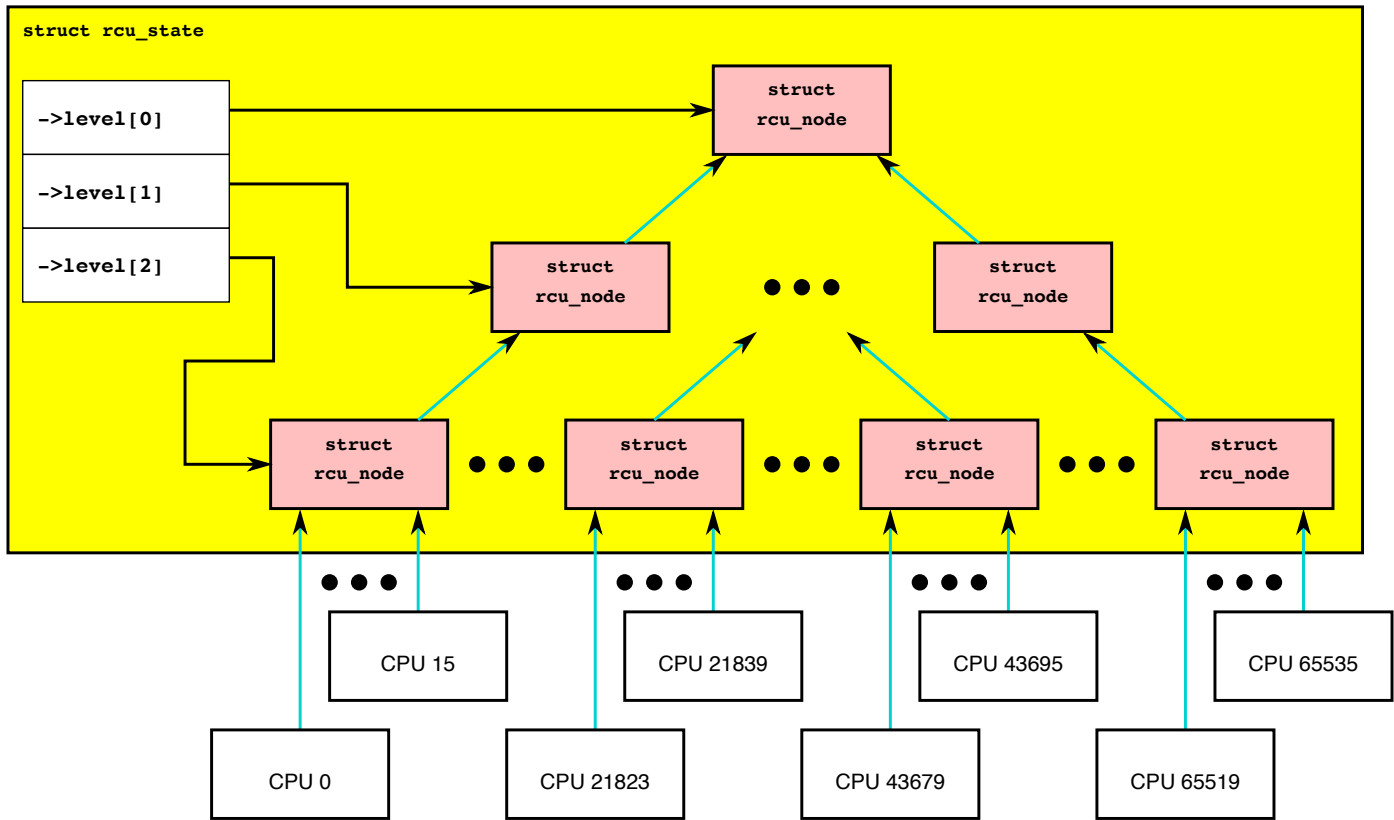 struct rcu_state
->level[0]
->level[1]
->level[2]
struct
rcu_node
struct
rcu_node
struct
rcu_node
struct
rcu_node
struct
rcu_node
struct
rcu_node
struct
rcu_node
CPU 15
CPU 21839
CPU 43695
CPU 65535
CPU 0
CPU 21823
CPU 43679
CPU 65519